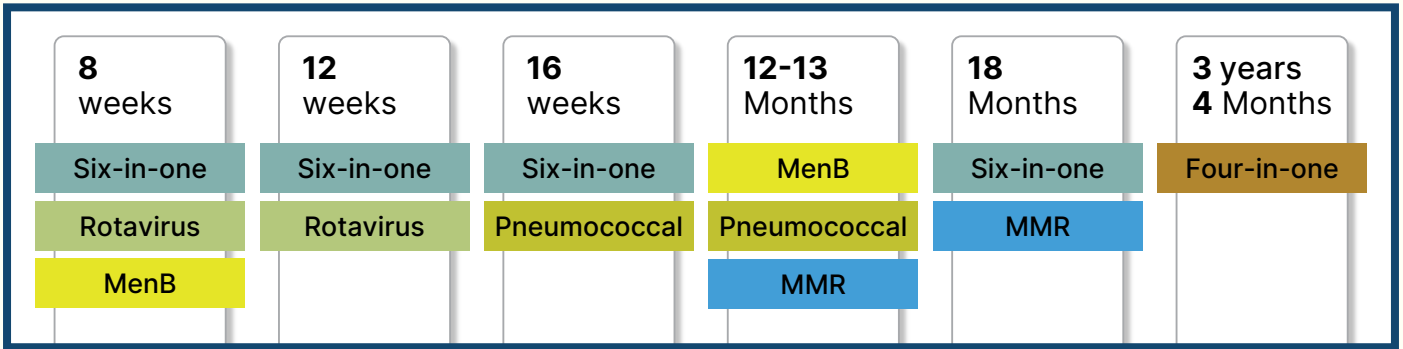 8
weeks
Six-in-one
Rotavirus
MenB
12
weeks
Six-in-one
Rotavirus
16
weeks
Six-in-one
Pneumococcal
12-13
Months
MenB
Pneumococcal
MMR
18
Months
Six-in-one
MMR
3 years
4 Months
Four-in-one